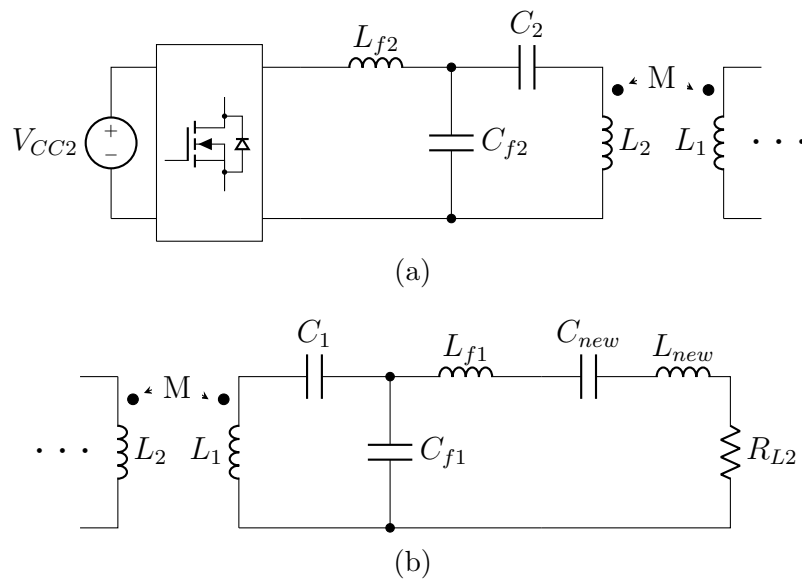 L_{f2} C_2
V_{CC2} + − C_{f2} L_2 M L_1 . . .
(a)
C_1 L_{f1} C_{new} L_{new}
. . . L_2 M L_1 C_{f1} R_{L2}
(b)